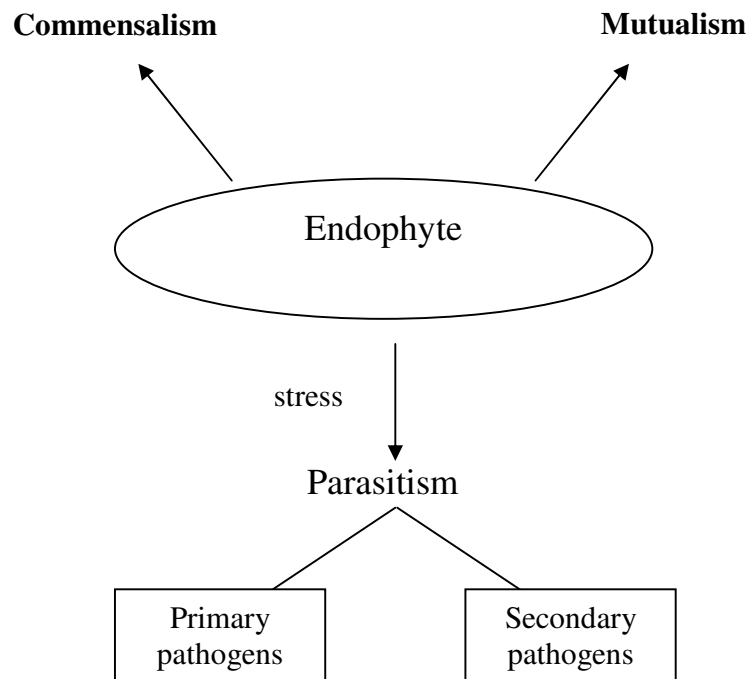 Commensalism
Mutualism
Endophyte
stress
Parasitism
Primary
pathogens
Secondary
pathogens